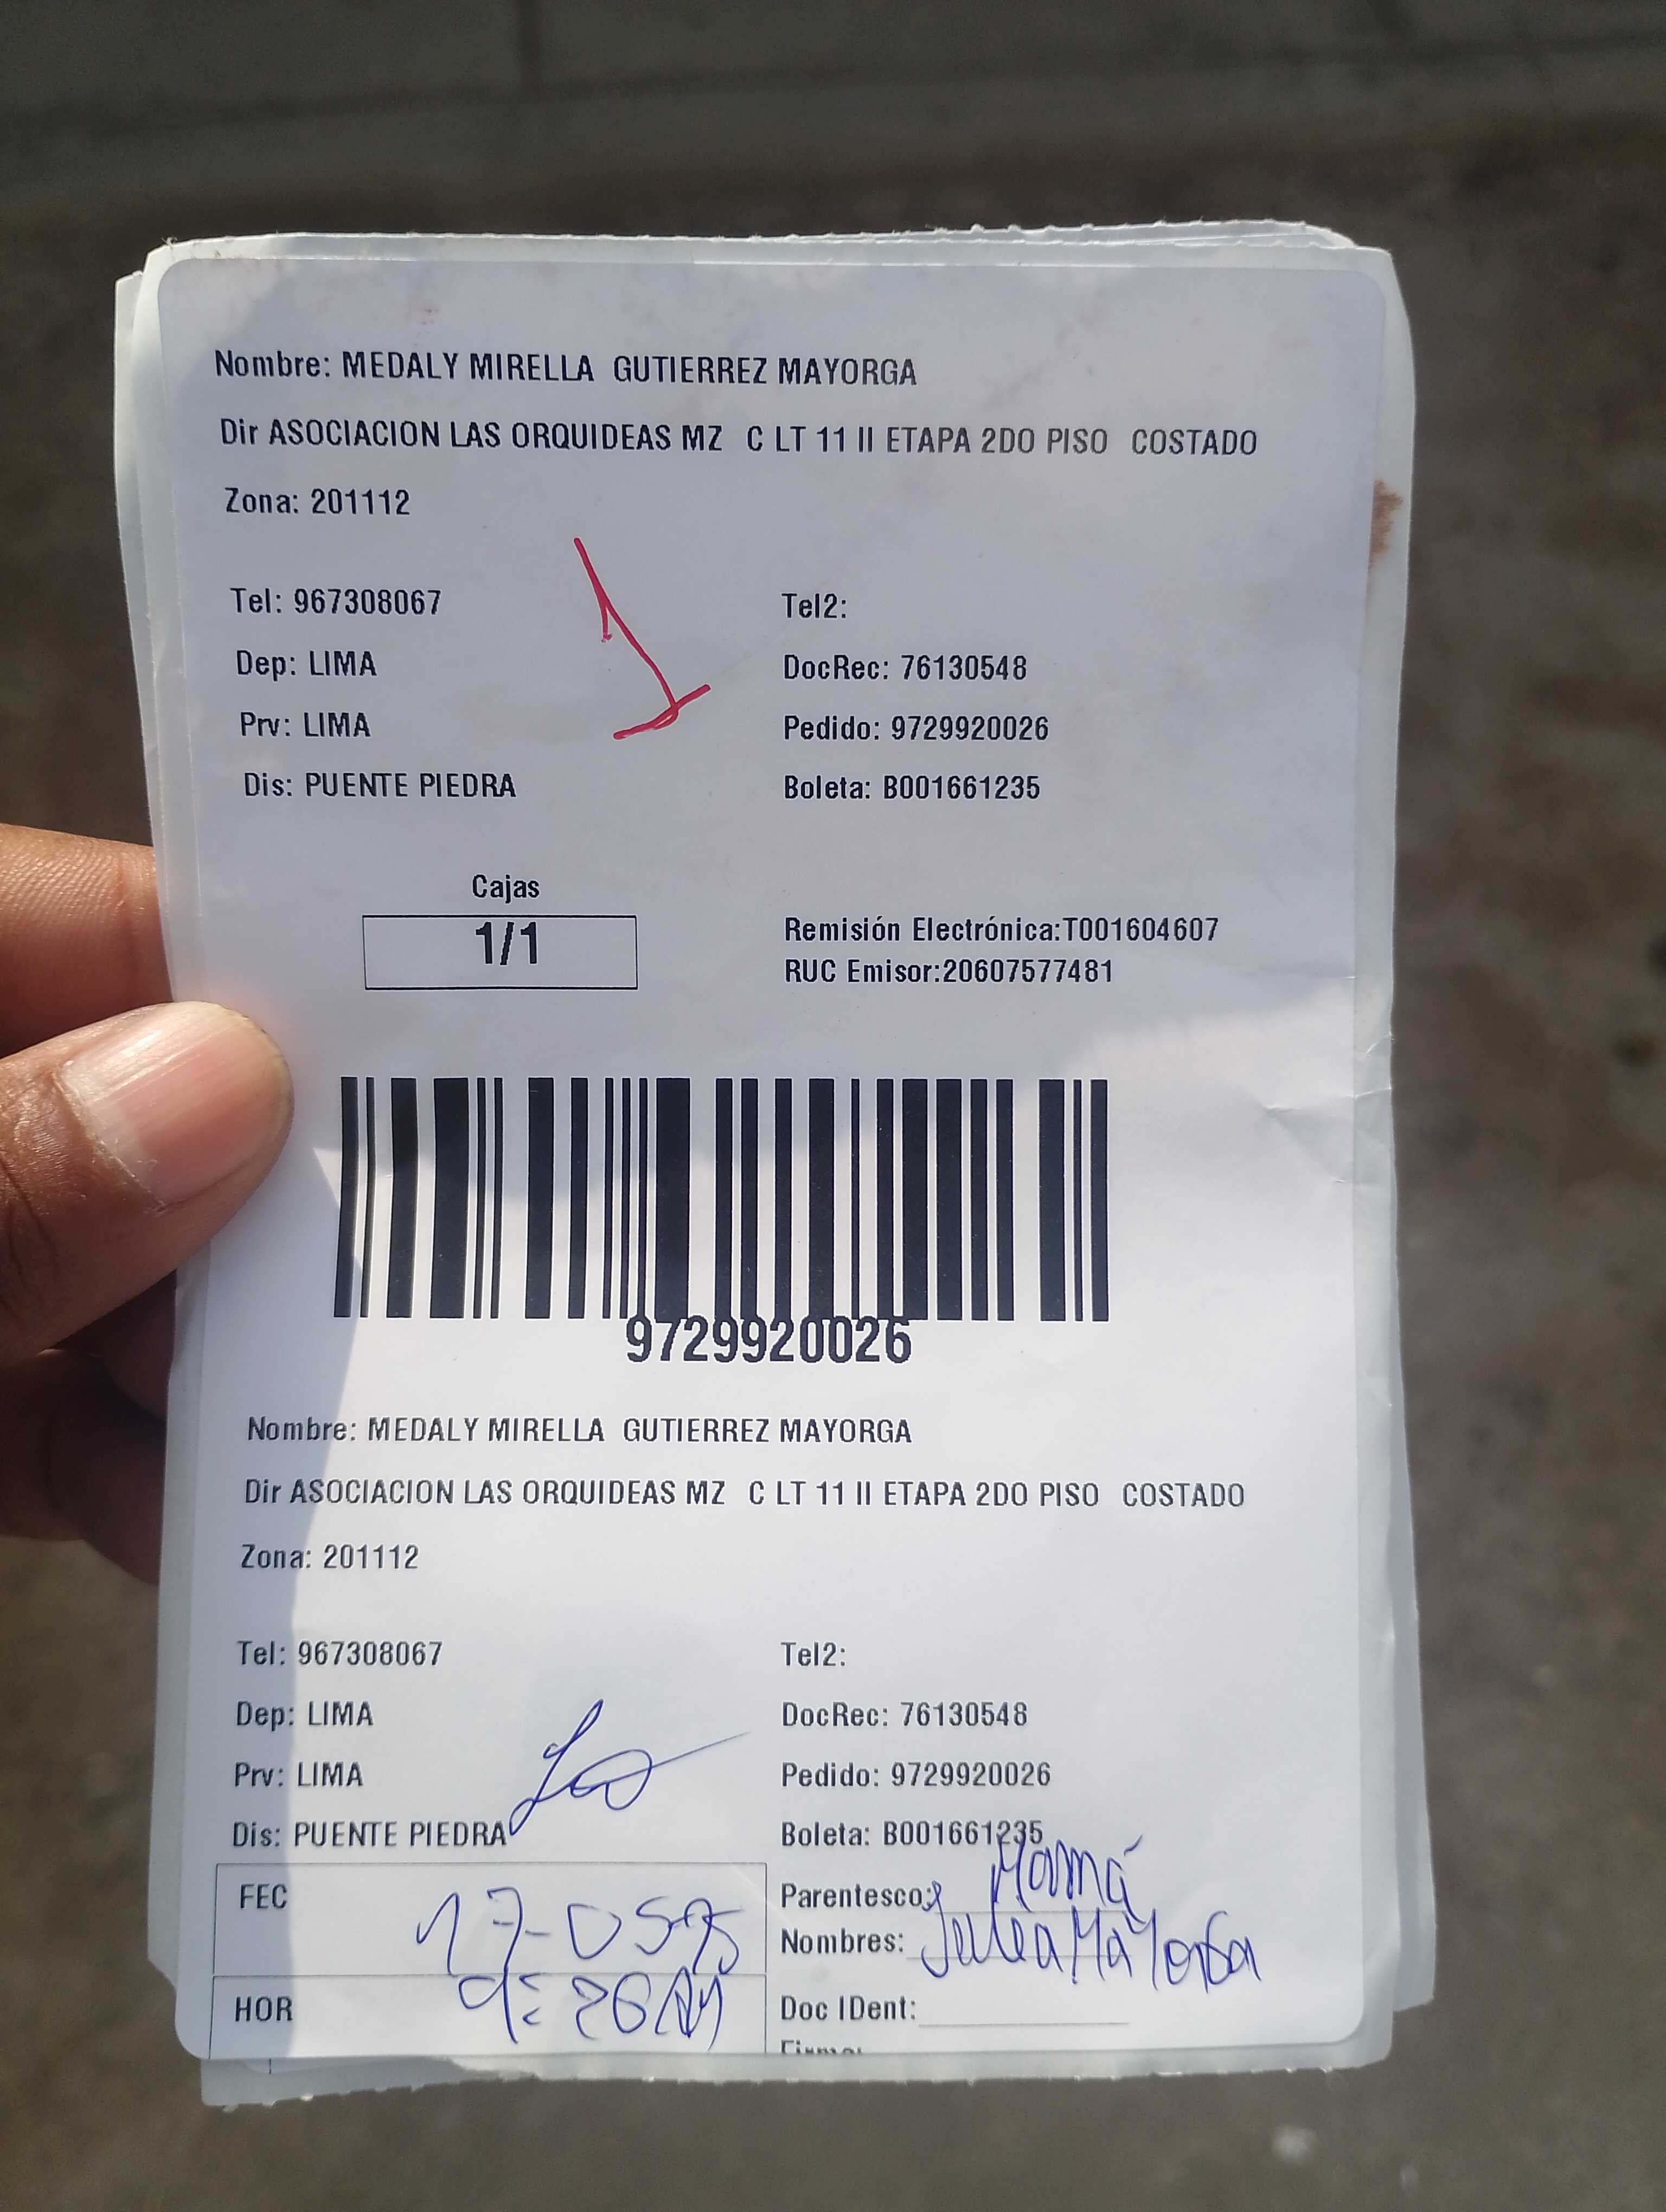 Nombre: MEDALY MIRELLA GUTIERREZ MAYORGA
Dir ASOCIACION LAS ORQUIDEAS MZ C LT 11 II ETAPA 2DO PISO COSTADO
Zona: 201112
1
Tel: 967308067 Tel2:
Dep: LIMA DocRec: 76130548
Prv: LIMA Pedido: 9729920026
Dis: PUENTE PIEDRA Boleta: B001661235
Cajas
1/1
Remisión Electrónica:T001604607
RUC Emisor:20607577481
9729920026
Nombre: MEDALY MIRELLA GUTIERREZ MAYORGA
Dir ASOCIACION LAS ORQUIDEAS MZ C LT 11 II ETAPA 2DO PISO COSTADO
Zona: 201112
Tel: 967308067 Tel2:
Dep: LIMA DocRec: 76130548
Prv: LIMA Pedido: 9729920026
Dis: PUENTE PIEDRA Boleta: B001661235
FEC Parentesco: Mamá
Nombres: Julia Mayorga
HOR Doc IDent:
Firma: